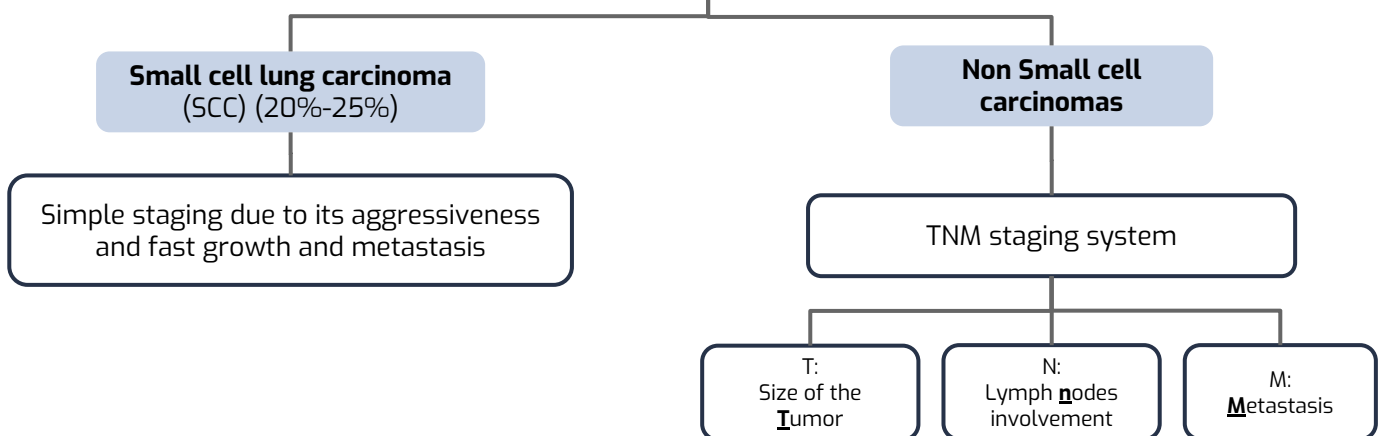 Small cell lung carcinoma
(SCC) (20%-25%)
Simple staging due to its aggressiveness
and fast growth and metastasis
Non Small cell
carcinomas
TNM staging system
T:
Size of the
Tumor
N:
Lymph nodes
involvement
M:
Metastasis